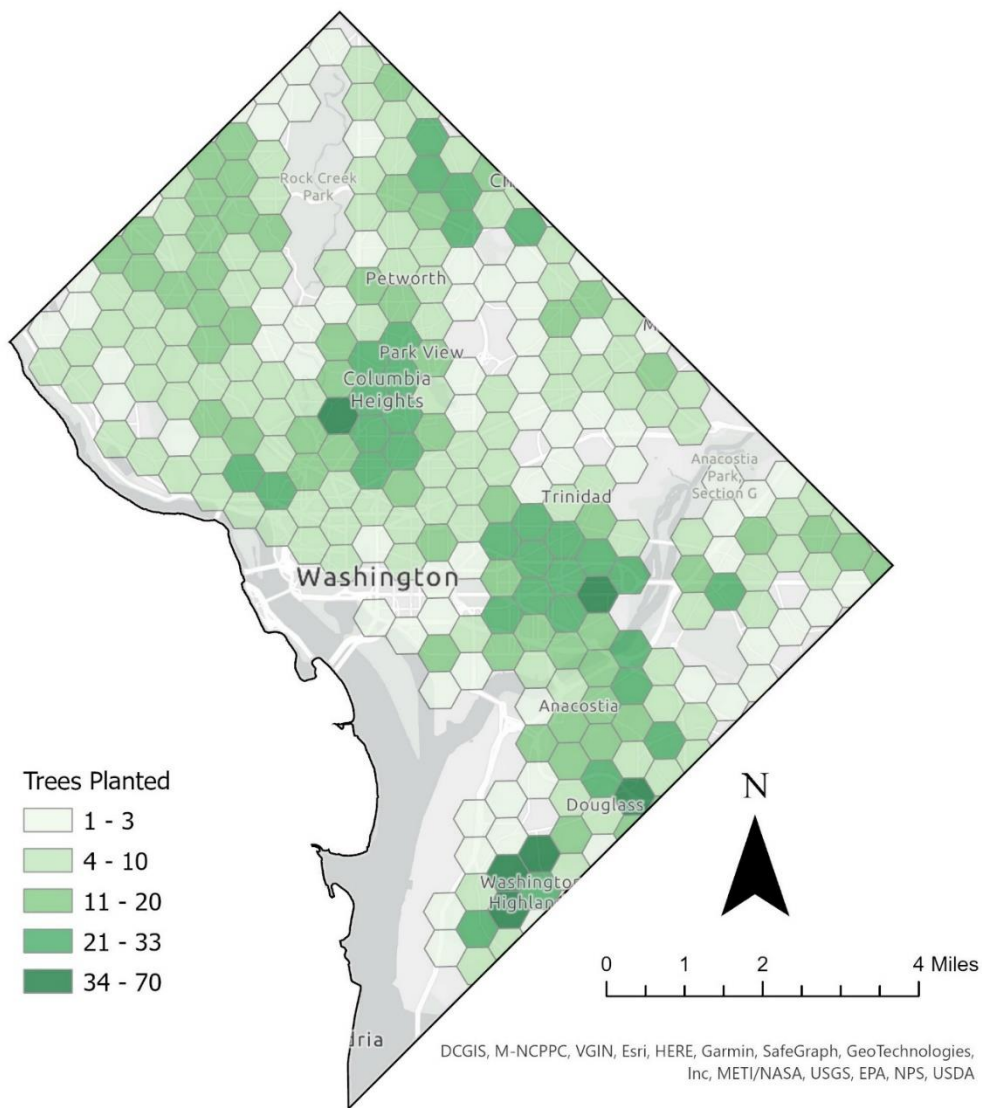 Rock Creek
Park
Petworth
Park View
Columbia
Heights
Anacostia
Park,
Section G
Trinidad
Washington
Anacostia
Douglass
Washington
Trees Planted
1 - 3
4 - 10
11 - 20
21 - 33
34 - 70
N
0 1 2 4 Miles
dria
DCGIS, M-NCPPC, VGIN, Esri, HERE, Garmin, SafeGraph, GeoTechnologies,
Inc, METI/NASA, USGS, EPA, NPS, USDA